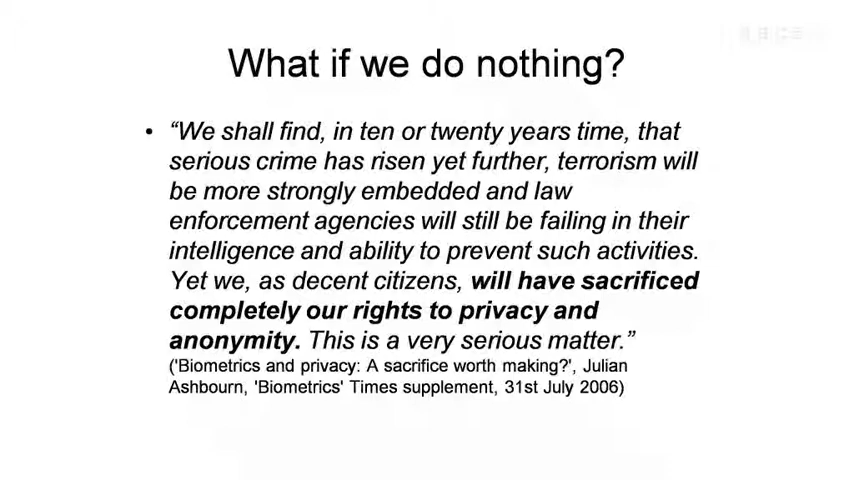 What if we do nothing?
• “We shall find, in ten or twenty years time, that
serious crime has risen yet further, terrorism will
be more strongly embedded and law
enforcement agencies will still be failing in their
intelligence and ability to prevent such activities.
Yet we, as decent citizens, will have sacrificed
completely our rights to privacy and
anonymity. This is a very serious matter.”
('Biometrics and privacy: A sacrifice worth making?', Julian
Ashbourn, 'Biometrics' Times supplement, 31st July 2006)